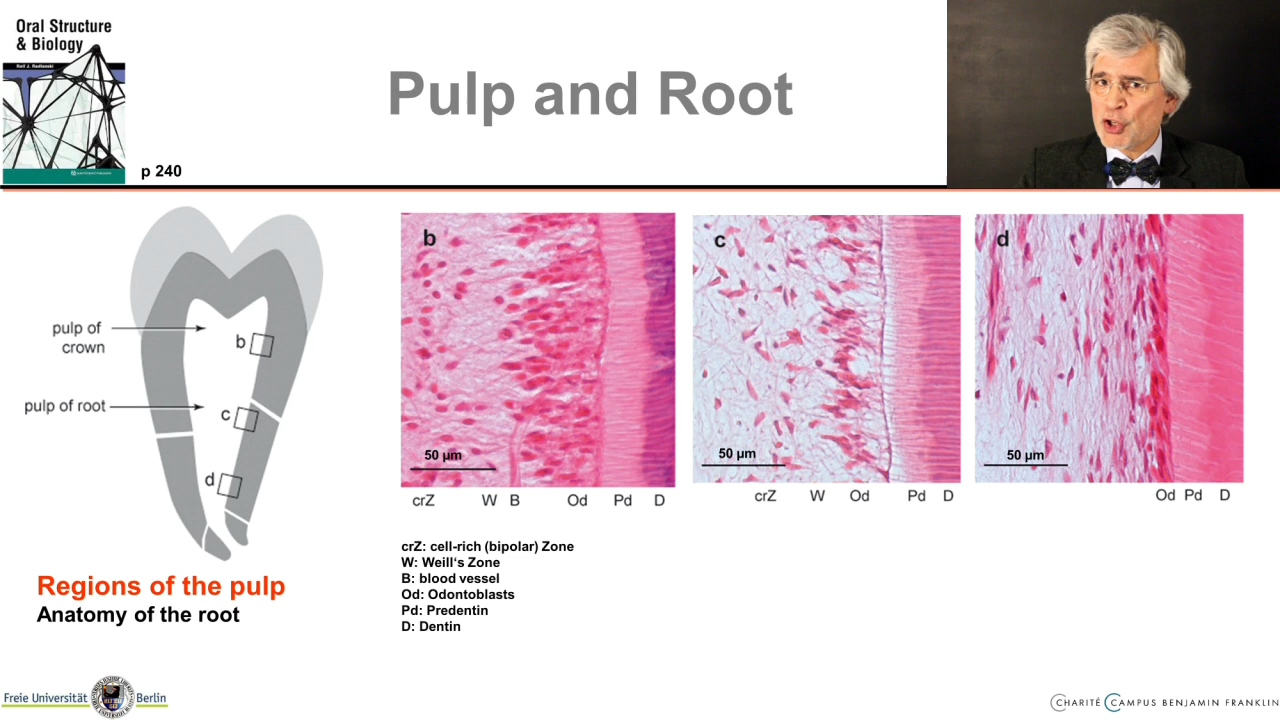 Oral Structure
& Biology
Ralf J. Radlanski
Pulp and Root
p 240
pulp of
crown
pulp of root
b
c
d
b
50 µm
crZ W B Od Pd D
c
50 µm
crZ W Od Pd D
d
50 µm
Od Pd D
crZ: cell-rich (bipolar) Zone
W: Weill‘s Zone
B: blood vessel
Od: Odontoblasts
Pd: Predentin
D: Dentin
Regions of the pulp
Anatomy of the root
Freie Universität Berlin
CHARITÉ CAMPUS BENJAMIN FRANKLIN